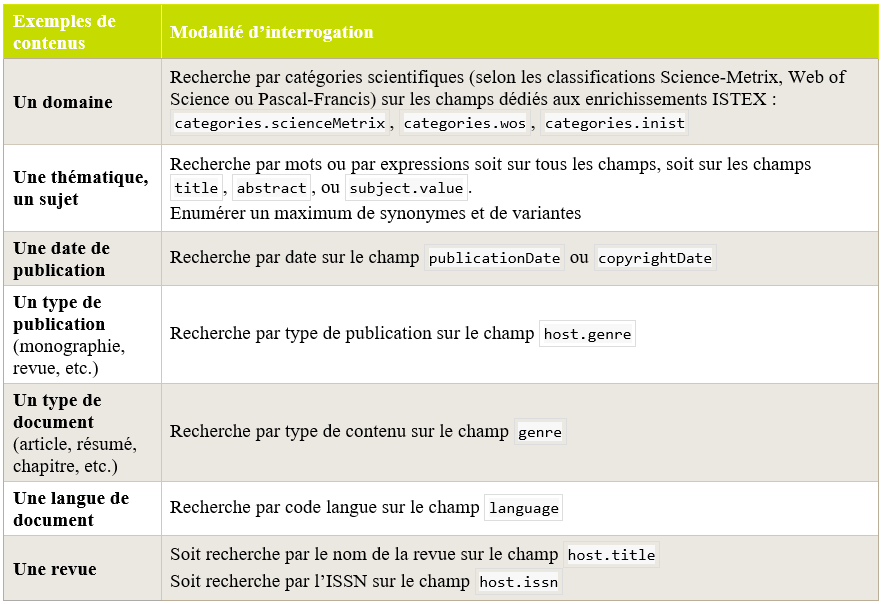 Exemples de
contenus
Modalité d’interrogation
Un domaine
Recherche par catégories scientifiques (selon les classifications Science-Metrix, Web of
Science ou Pascal-Francis) sur les champs dédiés aux enrichissements ISTEX :
categories.scienceMetrix, categories.wos, categories.inist
Une thématique,
un sujet
Recherche par mots ou par expressions soit sur tous les champs, soit sur les champs
title, abstract, ou subject.value.
Enumérer un maximum de synonymes et de variantes
Une date de
publication
Recherche par date sur le champ publicationDate ou copyrightDate
Un type de
publication
(monographie,
revue, etc.)
Recherche par type de publication sur le champ host.genre
Un type de
document
(article, résumé,
chapitre, etc.)
Recherche par type de contenu sur le champ genre
Une langue de
document
Recherche par code langue sur le champ language
Une revue
Soit recherche par le nom de la revue sur le champ host.title
Soit recherche par l’ISSN sur le champ host.issn